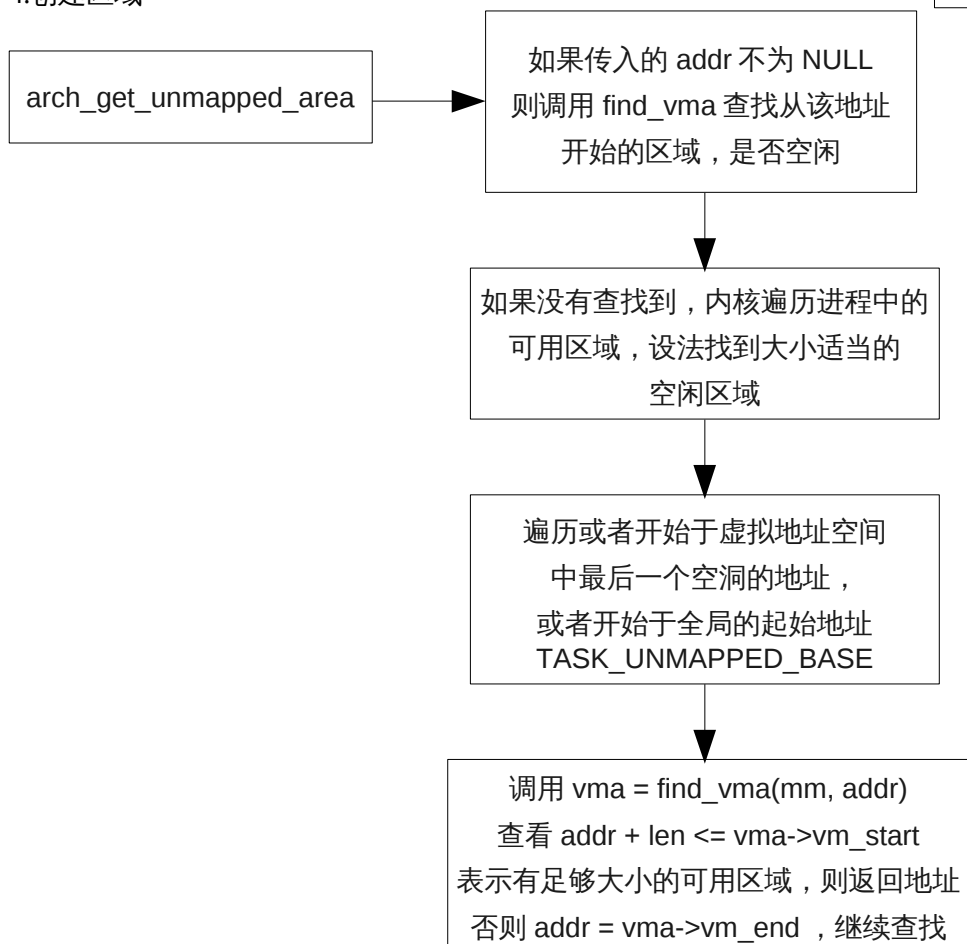 创建区域
arch_get_unmapped_area
如果传入的 addr 不为 NULL
则调用 find_vma 查找从该地址
开始的区域，是否空闲
如果没有查找到，内核遍历进程中的
可用区域，设法找到大小适当的
空闲区域
遍历或者开始于虚拟地址空间
中最后一个空洞的地址，
或者开始于全局的起始地址
TASK_UNMAPPED_BASE
调用 vma = find_vma(mm, addr)
查看 addr + len <= vma->vm_start
表示有足够大小的可用区域，则返回地址
否则 addr = vma->vm_end ，继续查找